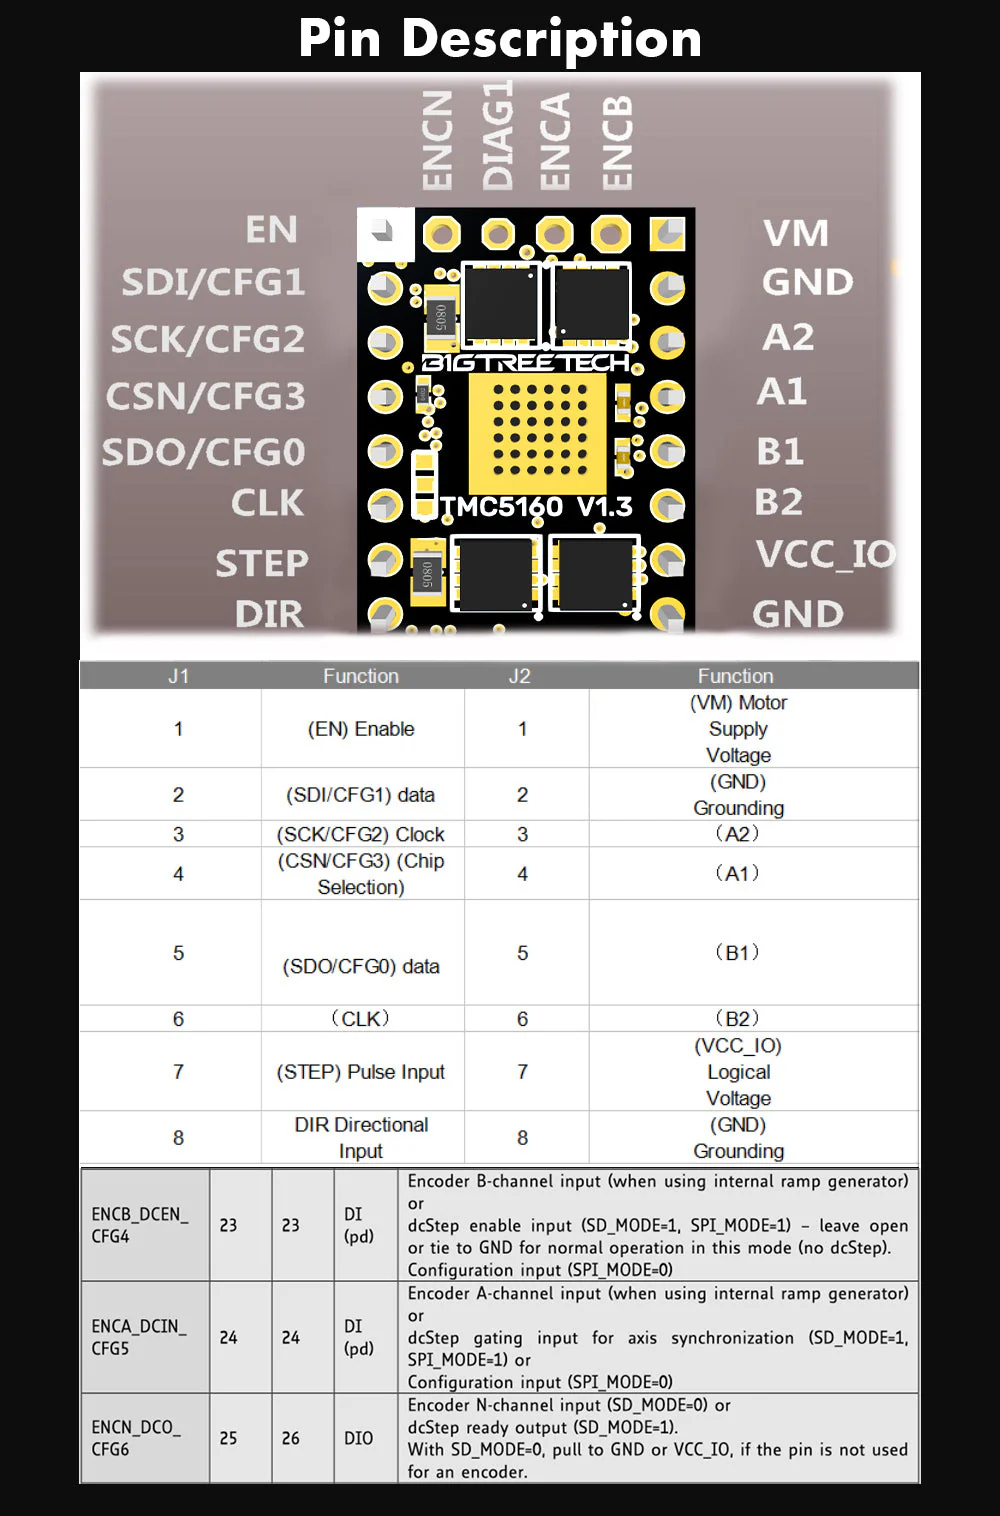 Pin Description
ENCN
DIAG1
ENCA
ENCB
EN
SDI/CFG1
SCK/CFG2
CSN/CFG3
SDO/CFG0
CLK
STEP
DIR
VM
GND
A2
A1
B1
B2
VCC_IO
GND
0805
BIGTREETECH
TMC5160 V1.3
0805
J1 Function J2 Function
1 (EN) Enable 1 (VM) Motor
Supply
Voltage
2 (SDI/CFG1) data 2 (GND)
Grounding
3 (SCK/CFG2) Clock 3 (A2)
4 (CSN/CFG3) (Chip
Selection) 4 (A1)
5 (SDO/CFG0) data 5 (B1)
6 (CLK) 6 (B2)
7 (STEP) Pulse Input 7 (VCC_IO)
Logical
Voltage
8 DIR Directional
Input 8 (GND)
Grounding
ENCB_DCEN_
CFG4
23 23 DI
(pd)
Encoder B-channel input (when using internal ramp generator)
or
dcStep enable input (SD_MODE=1, SPI_MODE=1) – leave open
or tie to GND for normal operation in this mode (no dcStep).
Configuration input (SPI_MODE=0)
ENCA_DCIN_
CFG5
24 24 DI
(pd)
Encoder A-channel input (when using internal ramp generator)
or
dcStep gating input for axis synchronization (SD_MODE=1,
SPI_MODE=1) or
Configuration input (SPI_MODE=0)
ENCN_DCO_
CFG6
25 26 DIO
Encoder N-channel input (SD_MODE=0) or
dcStep ready output (SD_MODE=1).
With SD_MODE=0, pull to GND or VCC_IO, if the pin is not used
for an encoder.